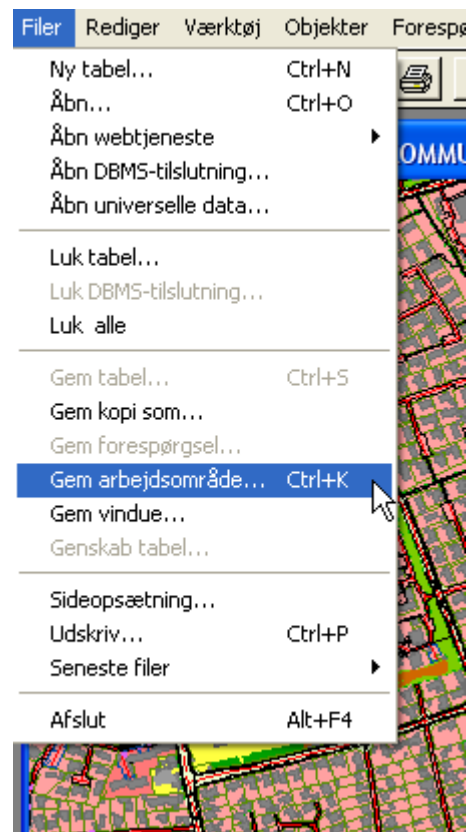 Filer Rediger Værktøj Objekter
Ny tabel... Ctrl+N
Åbn... Ctrl+O
Åbn webtjeneste
Åbn DBMS-tilslutning...
Åbn universelle data...
Luk tabel...
Luk DBMS-tilslutning...
Luk alle
Gem tabel... Ctrl+S
Gem kopi som...
Gem forespørgsel...
Gem arbejdsområde... Ctrl+K
Gem vindue...
Genskab tabel...
Sideopsætning...
Udskriv... Ctrl+P
Seneste filer
Afslut Alt+F4